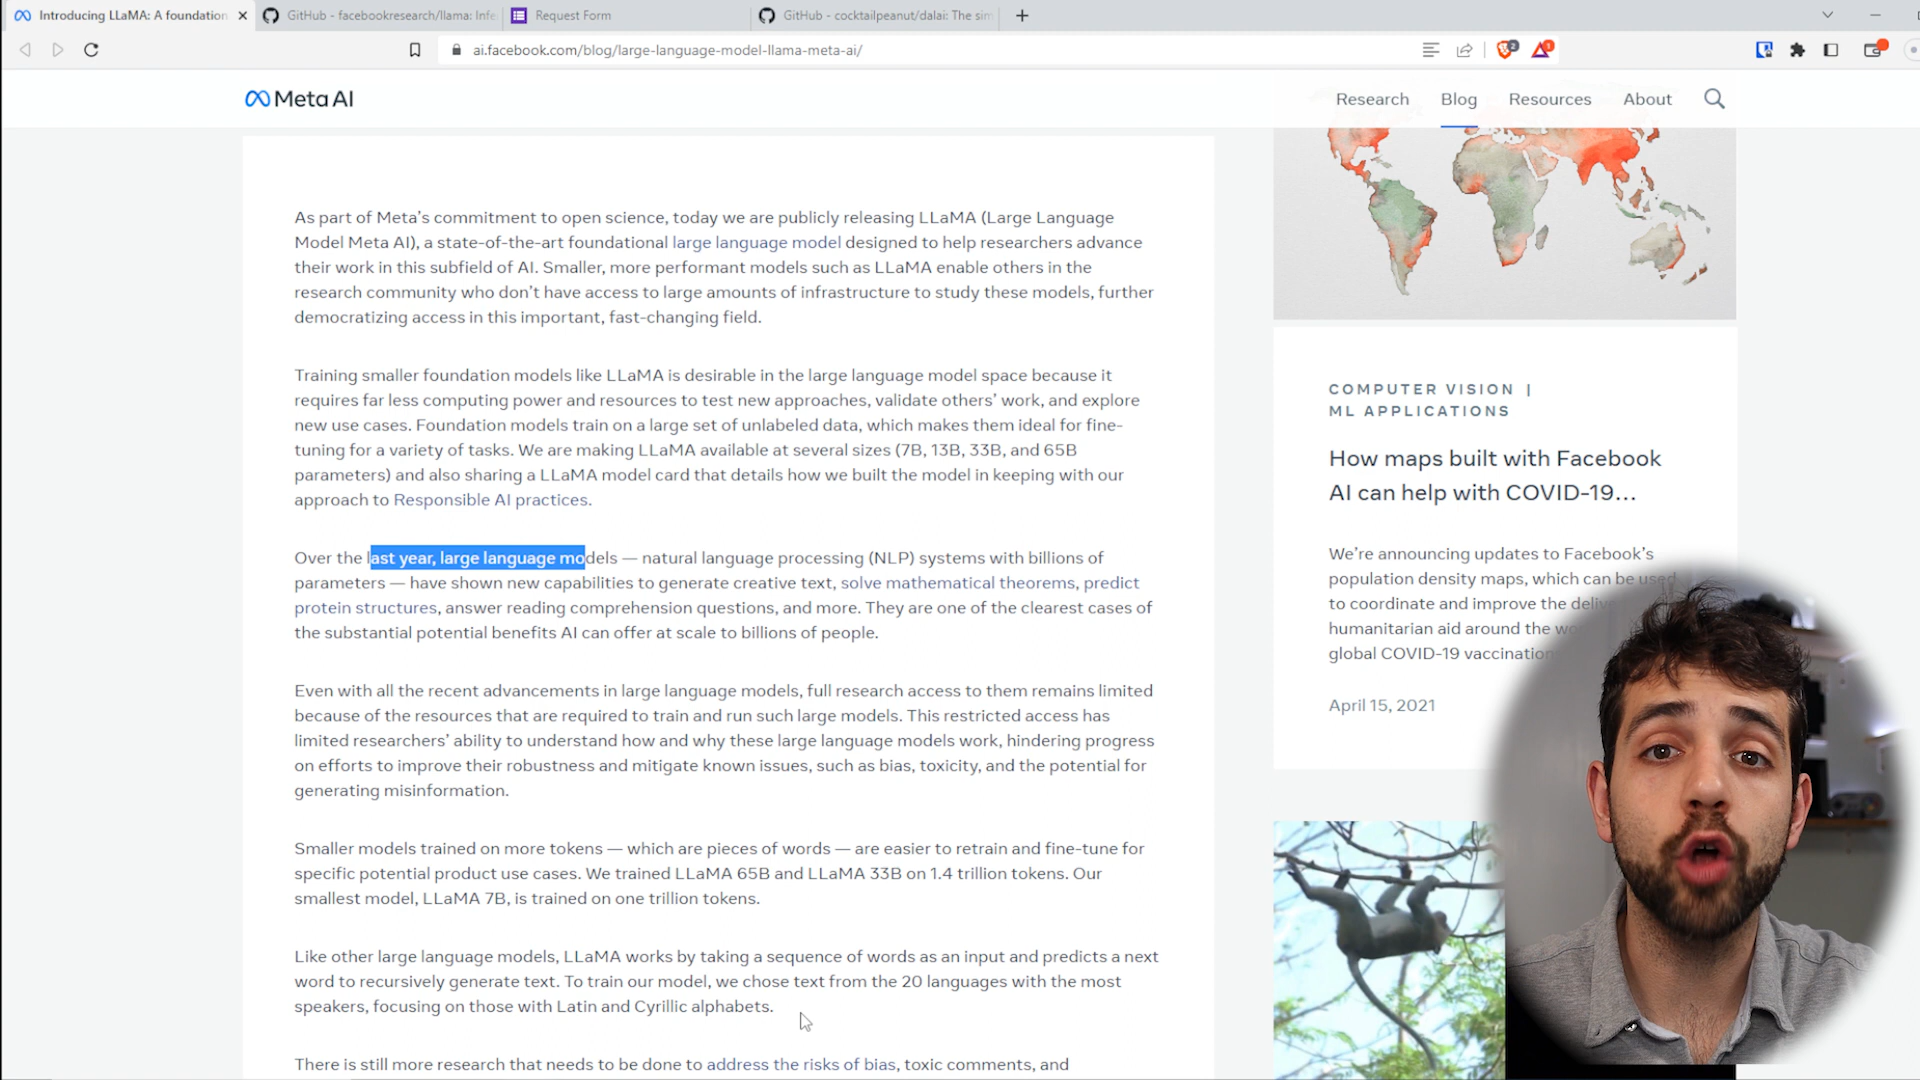 Introducing LLaMA: A foundation
GitHub - facebookresearch/llama: Infe
Request Form
GitHub - cocktailpeanut/dalai: The sim
ai.facebook.com/blog/large-language-model-llama-meta-ai/
2
1
Meta AI
Research
Blog
Resources
About
As part of Meta's commitment to open science, today we are publicly releasing LLaMA (Large Language
Model Meta AI), a state-of-the-art foundational large language model designed to help researchers advance
their work in this subfield of AI. Smaller, more performant models such as LLaMA enable others in the
research community who don't have access to large amounts of infrastructure to study these models, further
democratizing access in this important, fast-changing field.
Training smaller foundation models like LLaMA is desirable in the large language model space because it
requires far less computing power and resources to test new approaches, validate others' work, and explore
new use cases. Foundation models train on a large set of unlabeled data, which makes them ideal for fine-
tuning for a variety of tasks. We are making LLaMA available at several sizes (7B, 13B, 33B, and 65B
parameters) and also sharing a LLaMA model card that details how we built the model in keeping with our
approach to Responsible AI practices.
Over the last year, large language models — natural language processing (NLP) systems with billions of
parameters — have shown new capabilities to generate creative text, solve mathematical theorems, predict
protein structures, answer reading comprehension questions, and more. They are one of the clearest cases of
the substantial potential benefits AI can offer at scale to billions of people.
Even with all the recent advancements in large language models, full research access to them remains limited
because of the resources that are required to train and run such large models. This restricted access has
limited researchers' ability to understand how and why these large language models work, hindering progress
on efforts to improve their robustness and mitigate known issues, such as bias, toxicity, and the potential for
generating misinformation.
Smaller models trained on more tokens — which are pieces of words — are easier to retrain and fine-tune for
specific potential product use cases. We trained LLaMA 65B and LLaMA 33B on 1.4 trillion tokens. Our
smallest model, LLaMA 7B, is trained on one trillion tokens.
Like other large language models, LLaMA works by taking a sequence of words as an input and predicts a next
word to recursively generate text. To train our model, we chose text from the 20 languages with the most
speakers, focusing on those with Latin and Cyrillic alphabets.
There is still more research that needs to be done to address the risks of bias, toxic comments, and
COMPUTER VISION |
ML APPLICATIONS
How maps built with Facebook
AI can help with COVID-19...
We're announcing updates to Facebook's
population density maps, which can be used
to coordinate and improve the
humanitarian aid around the
global COVID-19
April 15, 2021